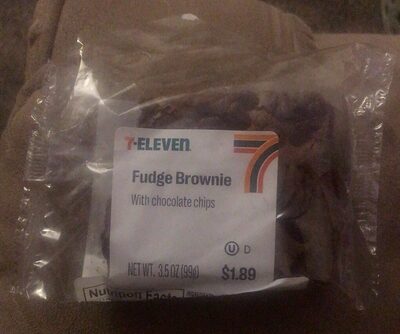 7-ELEVEN
Fudge Brownie
With chocolate chips
U D
NET WT. 3.5 OZ (99g) $1.89
Nutrition Facts